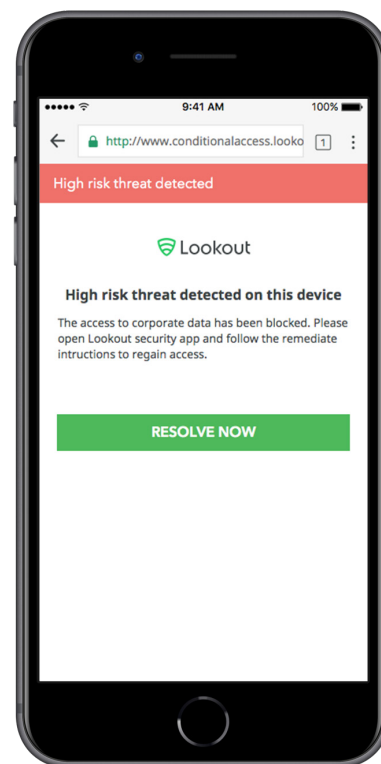 9:41 AM
100%
http://www.conditionalaccess.looko
1
High risk threat detected
Lookout
High risk threat detected on this device
The access to corporate data has been blocked. Please
open Lookout security app and follow the remediate
intructions to regain access.
RESOLVE NOW